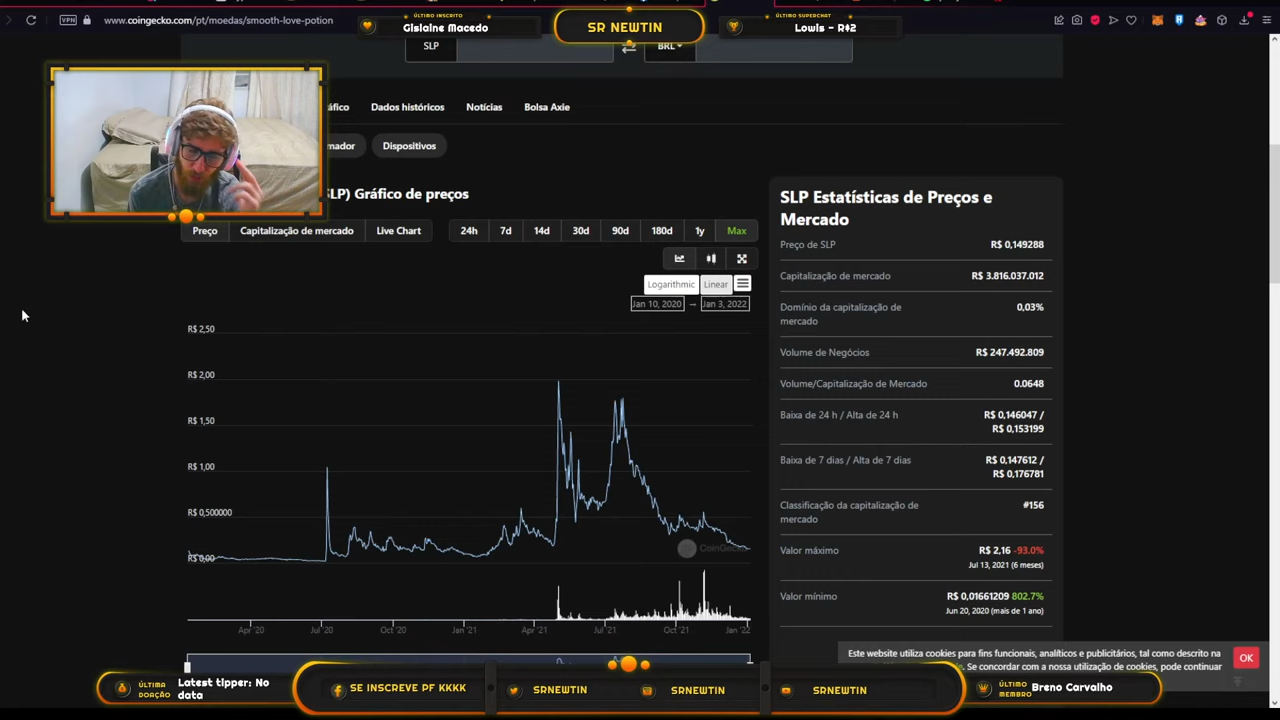 VPN
www.coingecko.com/pt/moedas/smooth-love-potion
ÚLTIMO INSCRITO
Gislaine Macedo
SR NEWTIN
ÚLTIMO SUPERCHAT
Lowis - R$2
SLP
BRL
áfico
Dados históricos
Notícias
Bolsa Axie
mador
Dispositivos
SLP) Gráfico de preços
Preço
Capitalização de mercado
Live Chart
24h
7d
14d
30d
90d
180d
1y
Max
Logarithmic
Linear
Jan 10, 2020 → Jan 3, 2022
R$ 2,50
R$ 2,00
R$ 1,50
R$ 1,00
R$ 0,500000
R$ 0,00
CoinGecko
Apr '20
Jul '20
Oct '20
Jan '21
Apr '21
Jul '21
Oct '21
Jan '22
SLP Estatísticas de Preços e
Mercado
Preço de SLP R$ 0,149288
Capitalização de mercado R$ 3.816.037.012
Domínio da capitalização de
mercado 0,03%
Volume de Negócios R$ 247.492.809
Volume/Capitalização de Mercado 0.0648
Baixa de 24 h / Alta de 24 h R$ 0,146047 /
R$ 0,153199
Baixa de 7 dias / Alta de 7 dias R$ 0,147612 /
R$ 0,176781
Classificação da capitalização de
mercado #156
Valor máximo R$ 2,16 -93.0%
Jul 13, 2021 (6 meses)
Valor mínimo R$ 0,01661209 802.7%
Jun 20, 2020 (mais de 1 ano)
Este website utiliza cookies para fins funcionais, analíticos e publicitários, tal como descrito na
Se concordar com a nossa utilização de cookies, pode continuar
OK
ÚLTIMA
DOAÇÃO
Latest tipper: No
data
SE INSCREVE PF KKKK
SRNEWTIN
SRNEWTIN
SRNEWTIN
ÚLTIMO
MEMBRO
Breno Carvalho